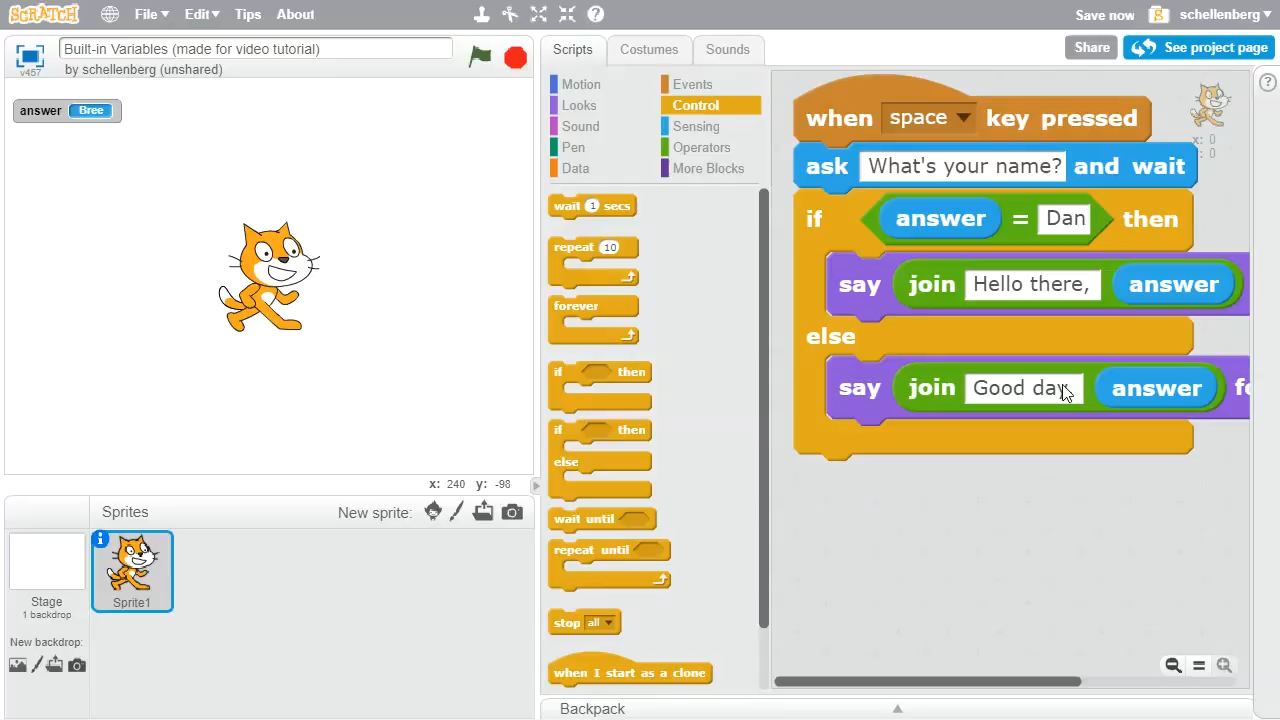 SCRATCH File Edit Tips About Save now schellenberg
Built-in Variables (made for video tutorial)
by schellenberg (unshared)
v457
Share See project page
answer Bree
x: 240 y: -98
Sprites New sprite:
Stage
1 backdrop
New backdrop:
Sprite1
Scripts Costumes Sounds
Motion Events
Looks Control
Sound Sensing
Pen Operators
Data More Blocks
wait 1 secs
repeat 10
forever
if then
if then
else
wait until
repeat until
stop all
when I start as a clone
when space key pressed
ask What's your name? and wait
if answer = Dan then
say join Hello there, answer
else
say join Good day, answer
x: 0
y: 0
Backpack